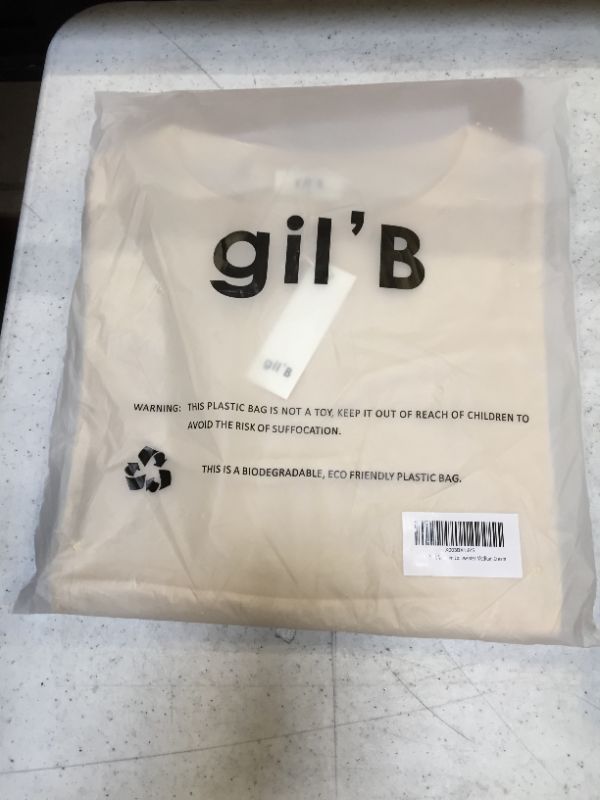 gil'B
gil'B
WARNING: THIS PLASTIC BAG IS NOT A TOY, KEEP IT OUT OF REACH OF CHILDREN TO
AVOID THE RISK OF SUFFOCATION.
THIS IS A BIODEGRADABLE, ECO FRIENDLY PLASTIC BAG.